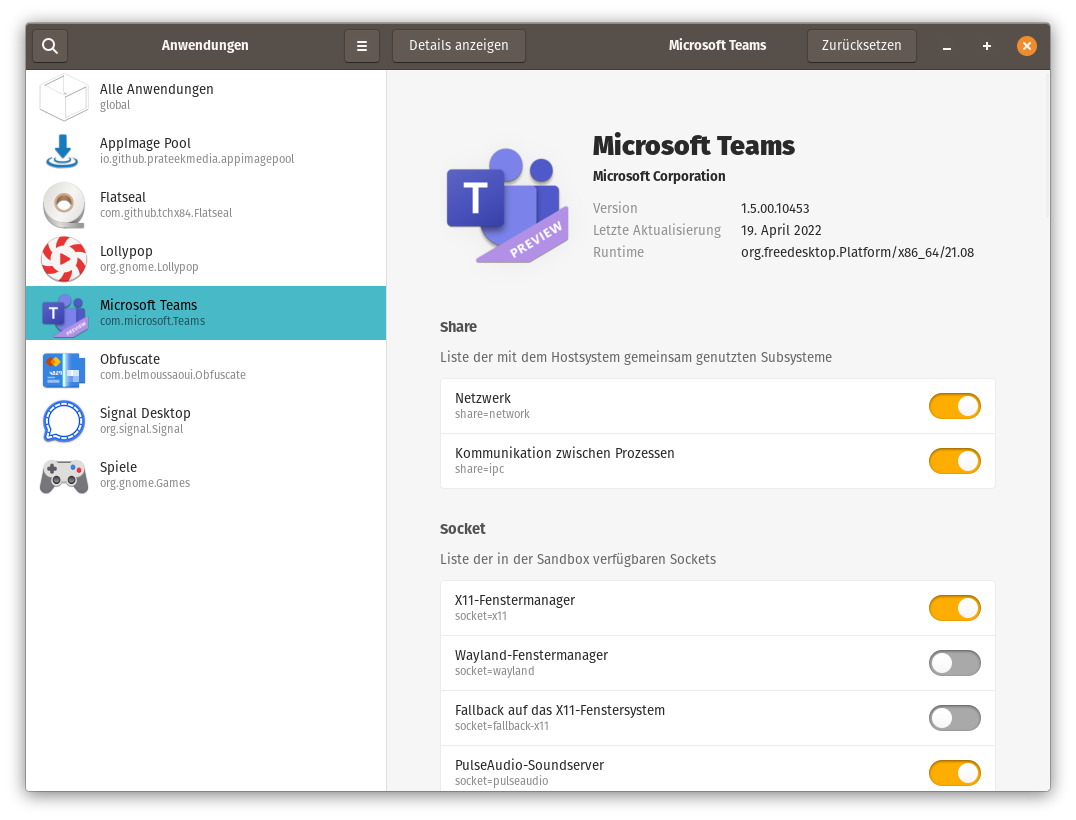 Anwendungen
Details anzeigen
Microsoft Teams
Zurücksetzen
Alle Anwendungen
global
AppImage Pool
io.github.prateekmedia.appimagepool
Flatseal
com.github.tchx84.Flatseal
Lollypop
org.gnome.Lollypop
Microsoft Teams
com.microsoft.Teams
Obfuscate
com.belmoussaoui.Obfuscate
Signal Desktop
org.signal.Signal
Spiele
org.gnome.Games
T
PREVIEW
Microsoft Teams
Microsoft Corporation
Version 1.5.00.10453
Letzte Aktualisierung 19. April 2022
Runtime org.freedesktop.Platform/x86_64/21.08
Share
Liste der mit dem Hostsystem gemeinsam genutzten Subsysteme
Netzwerk
share=network
Kommunikation zwischen Prozessen
share=ipc
Socket
Liste der in der Sandbox verfügbaren Sockets
X11-Fenstermanager
socket=x11
Wayland-Fenstermanager
socket=wayland
Fallback auf das X11-Fenstersystem
socket=fallback-x11
PulseAudio-Soundserver
socket=pulseaudio